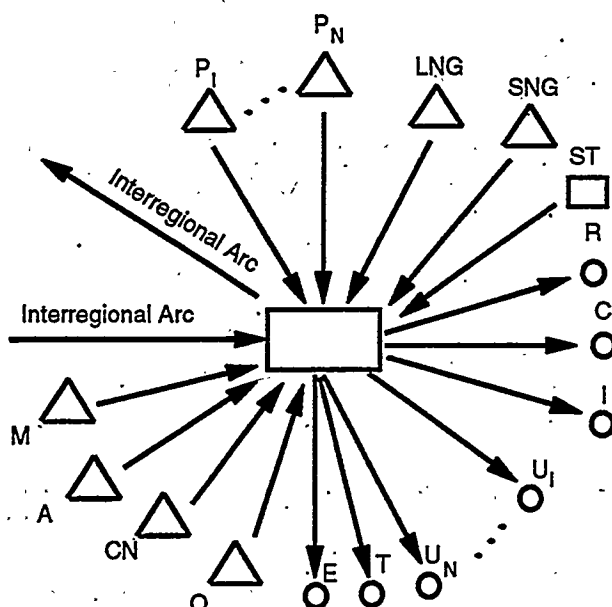 P_N
P_I
LNG
SNG
ST
Interregional Arc
R
Interregional Arc
C
I
M
U_I
A
CN
E
T
U_N